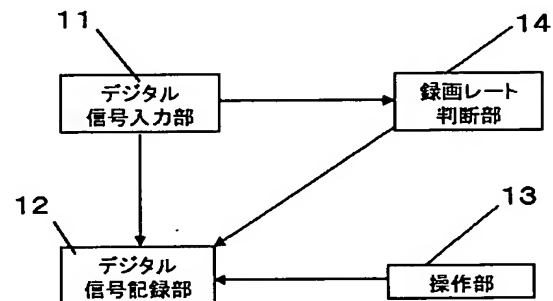 11
デジタル
信号入力部
14
録画レート
判断部
12
デジタル
信号記録部
13
操作部